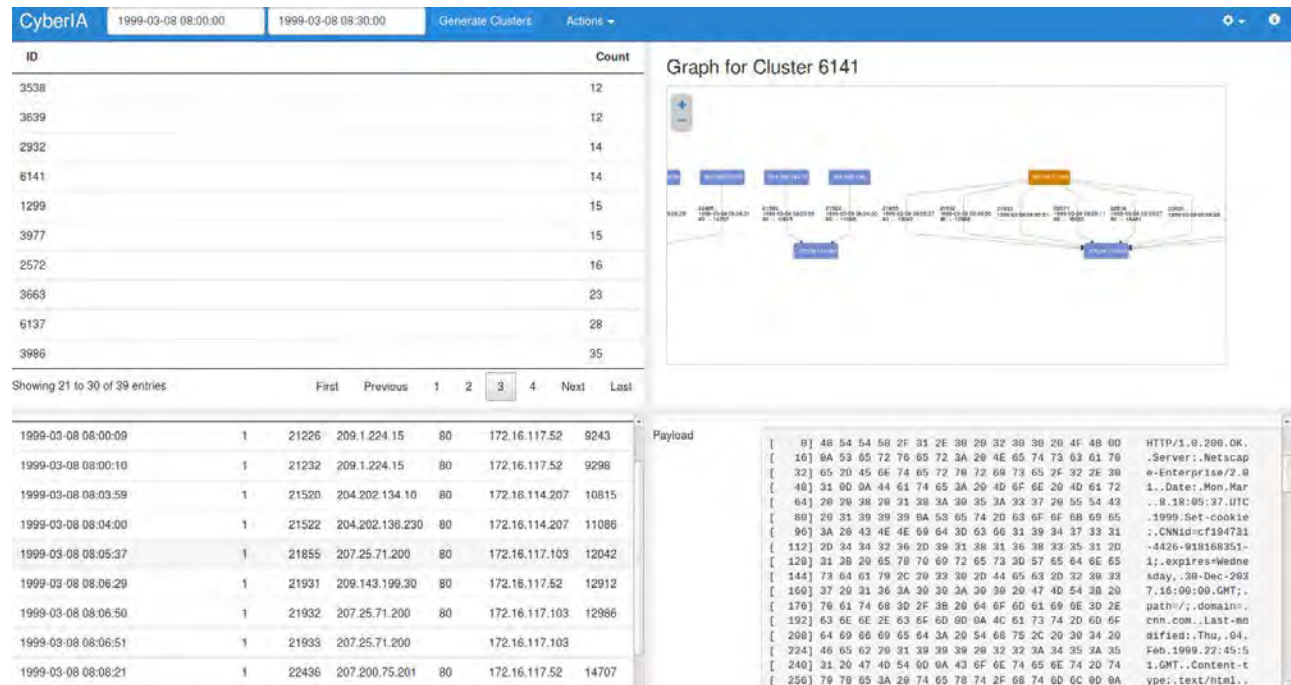 CyberIA 1999-03-08 08:00:00 1999-03-08 08:30:00 Generate Clusters Actions
ID Count
3538 12
3639 12
2932 14
6141 14
1299 15
3977 15
2572 16
3663 23
6137 28
3986 35
Showing 21 to 30 of 39 entries First Previous 1 2 3 4 Next Last
Graph for Cluster 6141
1999-03-08 08:00:09 1 21226 209.1.224.15 80 172.16.117.52 9243
1999-03-08 08:00:10 1 21232 209.1.224.15 80 172.16.117.52 9298
1999-03-08 08:03:59 1 21520 204.202.134.10 80 172.16.114.207 10815
1999-03-08 08:04:00 1 21522 204.202.136.230 80 172.16.114.207 11086
1999-03-08 08:05:37 1 21855 207.25.71.200 80 172.16.117.103 12042
1999-03-08 08:06:29 1 21931 209.143.199.30 80 172.16.117.52 12912
1999-03-08 08:06:50 1 21932 207.25.71.200 80 172.16.117.103 12986
1999-03-08 08:06:51 1 21933 207.25.71.200 172.16.117.103
1999-03-08 08:08:21 1 22436 207.200.75.201 80 172.16.117.52 14707
Payload
[ 0] 48 54 54 50 2F 31 2E 30 20 32 30 30 20 4F 4B 0D HTTP/1.0.200.OK.
[ 16] 0A 53 65 72 76 65 72 3A 20 4E 65 74 73 63 61 70 .Server:.Netscap
[ 32] 65 2D 45 6E 74 65 72 70 72 69 73 65 2F 32 2E 30 e-Enterprise/2.0
[ 48] 31 0D 0A 44 61 74 65 3A 20 4D 6F 6E 20 4D 61 72 1..Date:.Mon.Mar
[ 64] 20 20 38 20 31 38 3A 30 35 3A 33 37 20 55 54 43 ..8.18:05:37.UTC
[ 80] 20 31 39 39 39 0A 53 65 74 2D 63 6F 6F 6B 69 65 .1999.Set-cookie
[ 96] 3A 20 43 4E 4E 69 64 3D 63 66 31 39 34 37 33 31 :.CNNid=cf194731
[ 112] 2D 34 34 32 36 2D 39 31 38 31 36 38 33 35 31 2D -4426-918168351-
[ 128] 31 3B 20 65 78 70 69 72 65 73 3D 57 65 64 6E 65 1;.expires=Wedne
[ 144] 73 64 61 79 2C 20 33 30 2D 44 65 63 2D 32 30 33 sday,.30-Dec-203
[ 160] 37 20 31 36 3A 30 30 3A 30 30 20 47 4D 54 3B 20 7.16:00:00.GMT;.
[ 176] 70 61 74 68 3D 2F 3B 20 64 6F 6D 61 69 6E 3D 2E path=/;.domain=.
[ 192] 63 6E 6E 2E 63 6F 6D 0D 0A 4C 61 73 74 2D 6D 6F cnn.com..Last-mo
[ 208] 64 69 66 69 65 64 3A 20 54 68 75 2C 20 30 34 20 dified:.Thu,.04.
[ 224] 46 65 62 20 31 39 39 39 20 32 32 3A 34 35 3A 35 Feb.1999.22:45:5
[ 240] 31 20 47 4D 54 0D 0A 43 6F 6E 74 65 6E 74 2D 74 1.GMT..Content-t
[ 256] 79 70 65 3A 20 74 65 78 74 2F 68 74 6D 6C 0D 0A ype:.text/html..